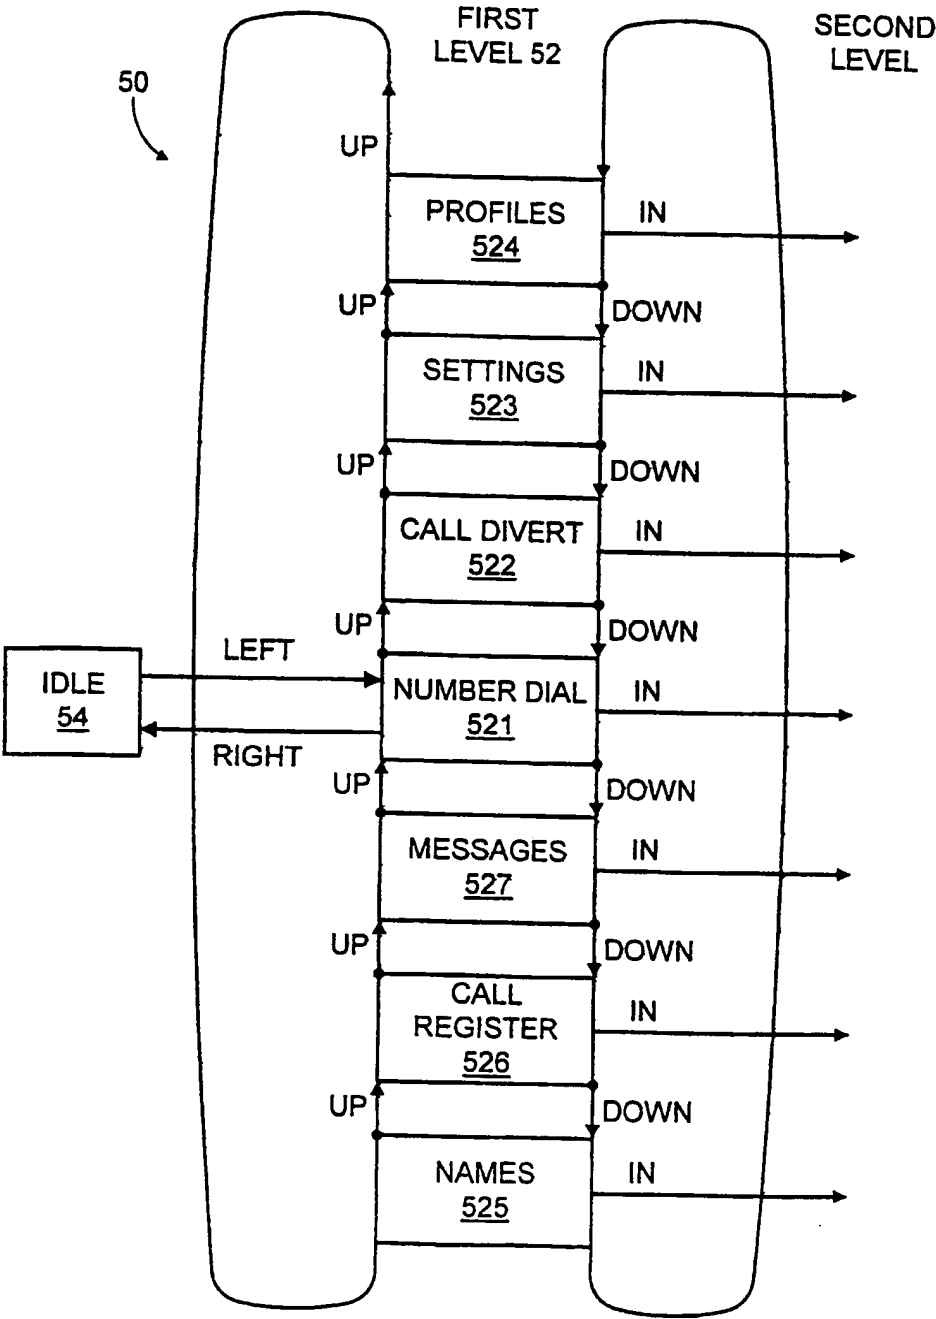 FIRST
LEVEL 52
SECOND
LEVEL
50
UP
PROFILES
524
IN
UP
DOWN
SETTINGS
523
IN
UP
DOWN
CALL DIVERT
522
IN
UP
DOWN
IDLE
54
LEFT
RIGHT
NUMBER DIAL
521
IN
UP
DOWN
MESSAGES
527
IN
UP
DOWN
CALL
REGISTER
526
IN
UP
DOWN
NAMES
525
IN